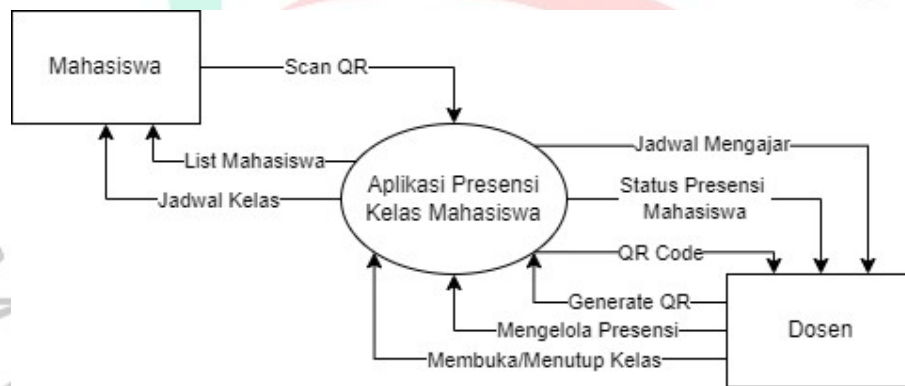 Mahasiswa
Scan QR
List Mahasiswa
Jadwal Kelas
Aplikasi Presensi
Kelas Mahasiswa
Jadwal Mengajar
Status Presensi
Mahasiswa
QR Code
Generate QR
Mengelola Presensi
Membuka/Menutup Kelas
Dosen